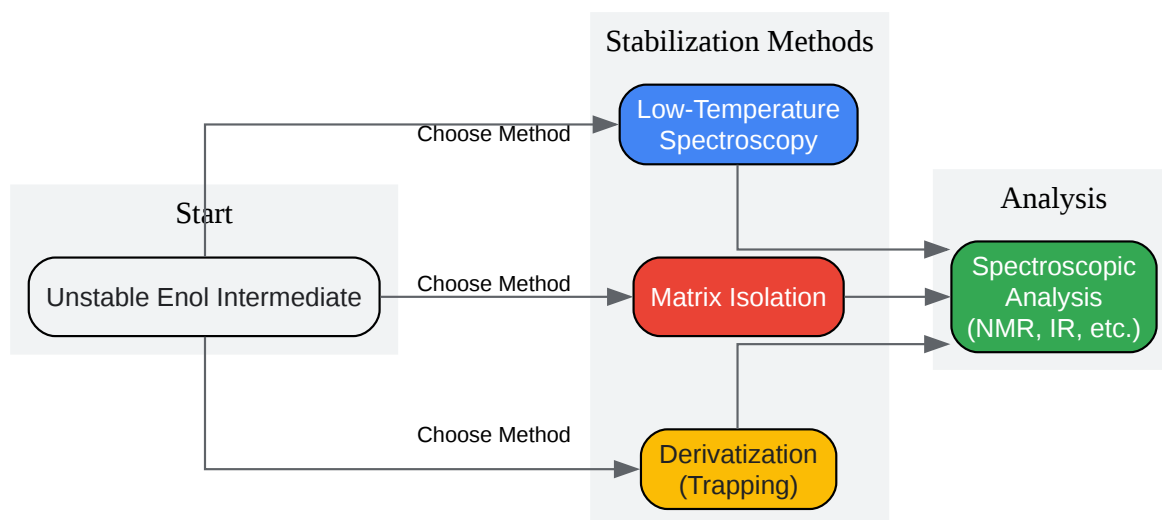 Stabilization Methods
Low-Temperature
Spectroscopy
Choose Method
Start
Analysis
Unstable Enol Intermediate
Choose Method
Matrix Isolation
Spectroscopic
Analysis
(NMR, IR, etc.)
Choose Method
Derivatization
(Trapping)